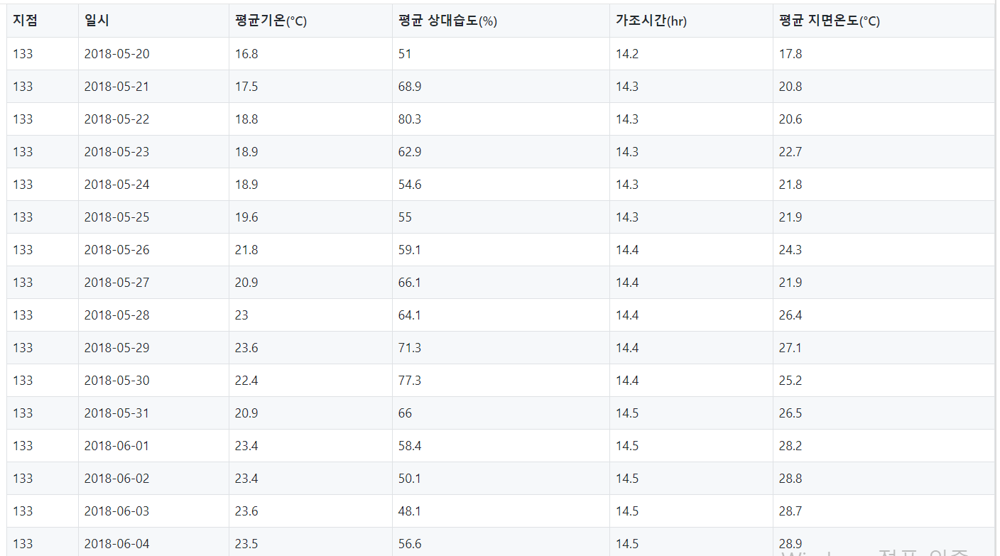 지점 일시 평균기온(°C) 평균 상대습도(%) 가조시간(hr) 평균 지면온도(°C)
133 2018-05-20 16.8 51 14.2 17.8
133 2018-05-21 17.5 68.9 14.3 20.8
133 2018-05-22 18.8 80.3 14.3 20.6
133 2018-05-23 18.9 62.9 14.3 22.7
133 2018-05-24 18.9 54.6 14.3 21.8
133 2018-05-25 19.6 55 14.3 21.9
133 2018-05-26 21.8 59.1 14.4 24.3
133 2018-05-27 20.9 66.1 14.4 21.9
133 2018-05-28 23 64.1 14.4 26.4
133 2018-05-29 23.6 71.3 14.4 27.1
133 2018-05-30 22.4 77.3 14.4 25.2
133 2018-05-31 20.9 66 14.5 26.5
133 2018-06-01 23.4 58.4 14.5 28.2
133 2018-06-02 23.4 50.1 14.5 28.8
133 2018-06-03 23.6 48.1 14.5 28.7
133 2018-06-04 23.5 56.6 14.5 28.9